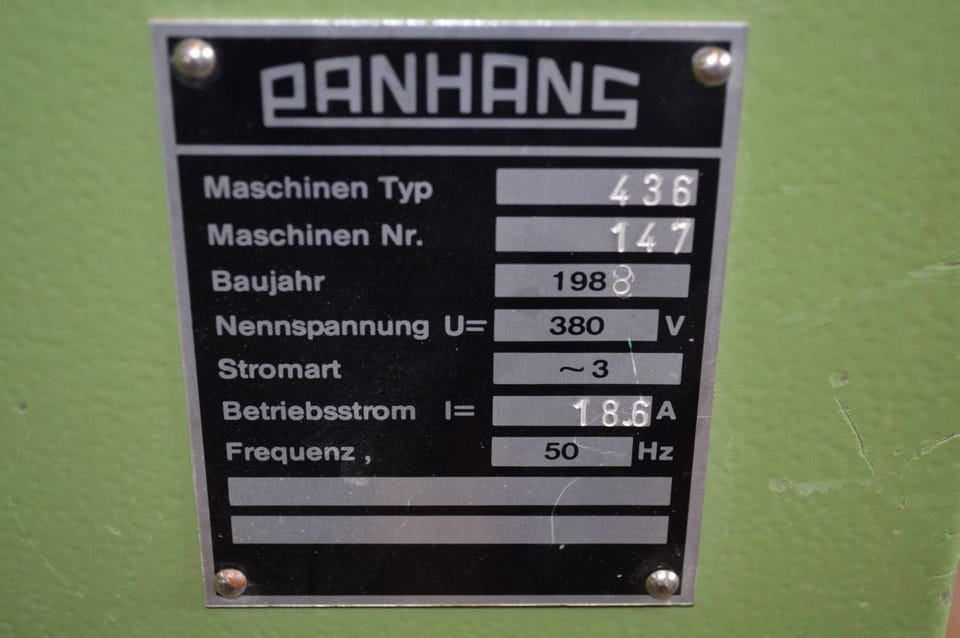 PANHANS
Maschinen Typ 436
Maschinen Nr. 147
Baujahr 1988
Nennspannung U= 380 V
Stromart ~3
Betriebsstrom I= 18.6 A
Frequenz 50 Hz